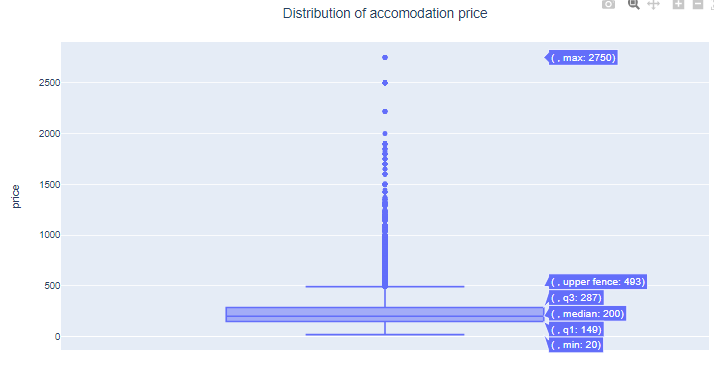 Distribution of accomodation price
(, max: 2750)
2500
2000
1500
1000
500
0
price
(, upper fence: 493)
(, q3: 287)
(, median: 200)
(, q1: 149)
(, min: 20)